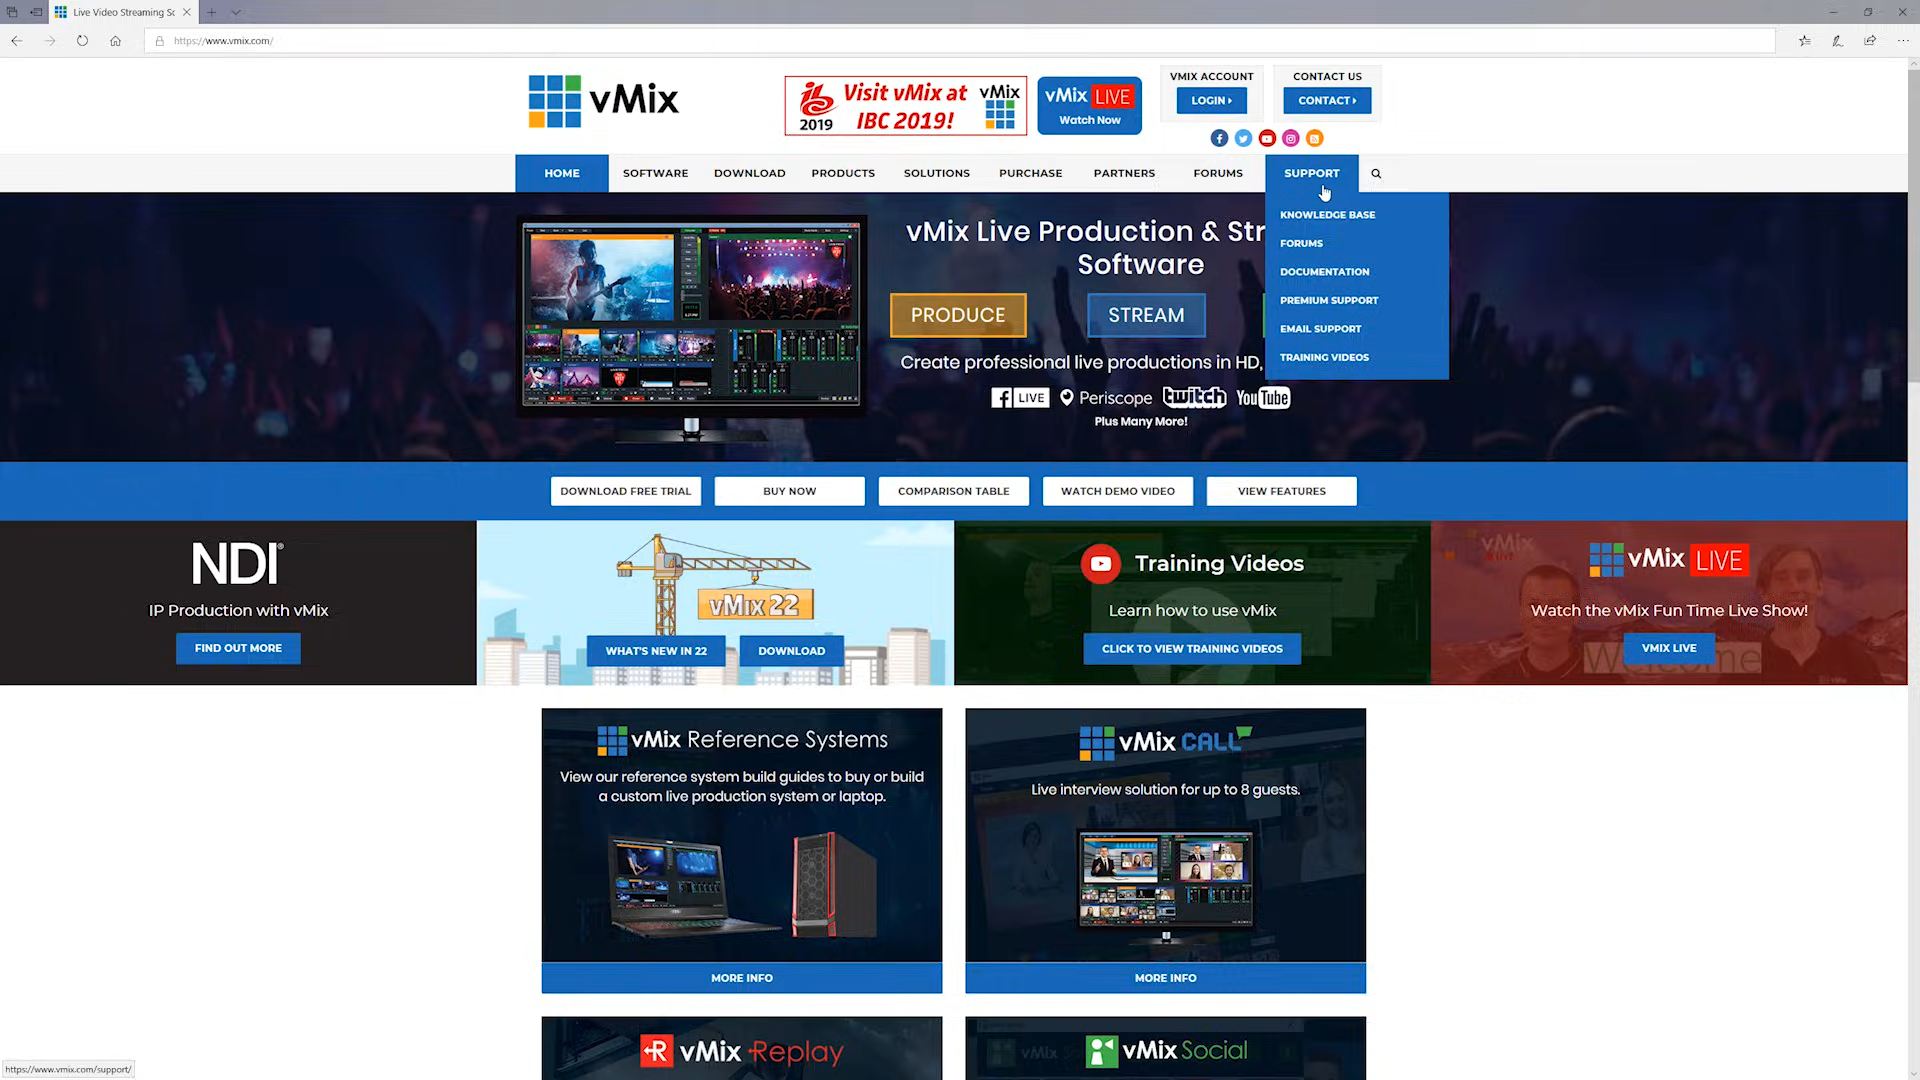 Live Video Streaming So
https://www.vmix.com/
vMix
2019
Visit vMix at
IBC 2019!
vMix
vMix LIVE
Watch Now
VMIX ACCOUNT
LOGIN
CONTACT US
CONTACT
HOME
SOFTWARE
DOWNLOAD
PRODUCTS
SOLUTIONS
PURCHASE
PARTNERS
FORUMS
SUPPORT
KNOWLEDGE BASE
FORUMS
DOCUMENTATION
PREMIUM SUPPORT
EMAIL SUPPORT
TRAINING VIDEOS
vMix Live Production & Str
Software
PRODUCE
STREAM
Create professional live productions in HD,
LIVE
Periscope
twitch
YouTube
Plus Many More!
DOWNLOAD FREE TRIAL
BUY NOW
COMPARISON TABLE
WATCH DEMO VIDEO
VIEW FEATURES
NDI®
IP Production with vMix
FIND OUT MORE
vMix 22
WHAT'S NEW IN 22
DOWNLOAD
Training Videos
Learn how to use vMix
CLICK TO VIEW TRAINING VIDEOS
vMix
vMix LIVE
Watch the vMix Fun Time Live Show!
VMIX LIVE
Welcome
vMix Reference Systems
View our reference system build guides to buy or build
a custom live production system or laptop.
MORE INFO
vMix CALL
Live interview solution for up to 8 guests.
MORE INFO
vMix Replay
vMix Social
https://www.vmix.com/support/